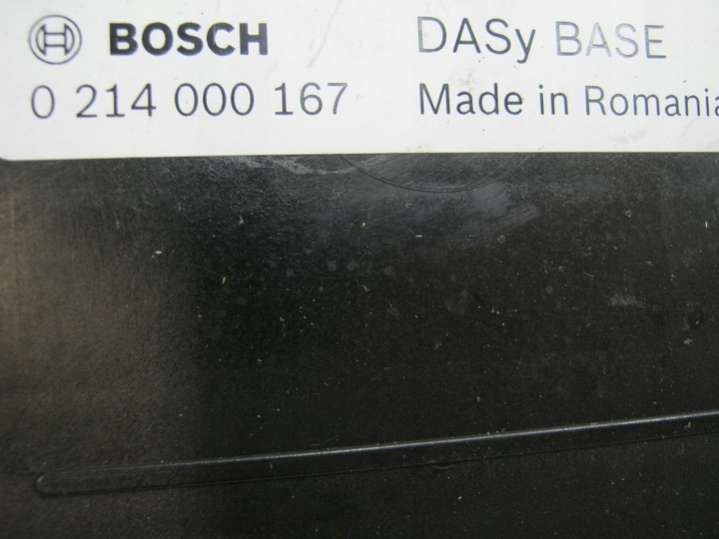 BOSCH DASy BASE
0 214 000 167 Made in Romania